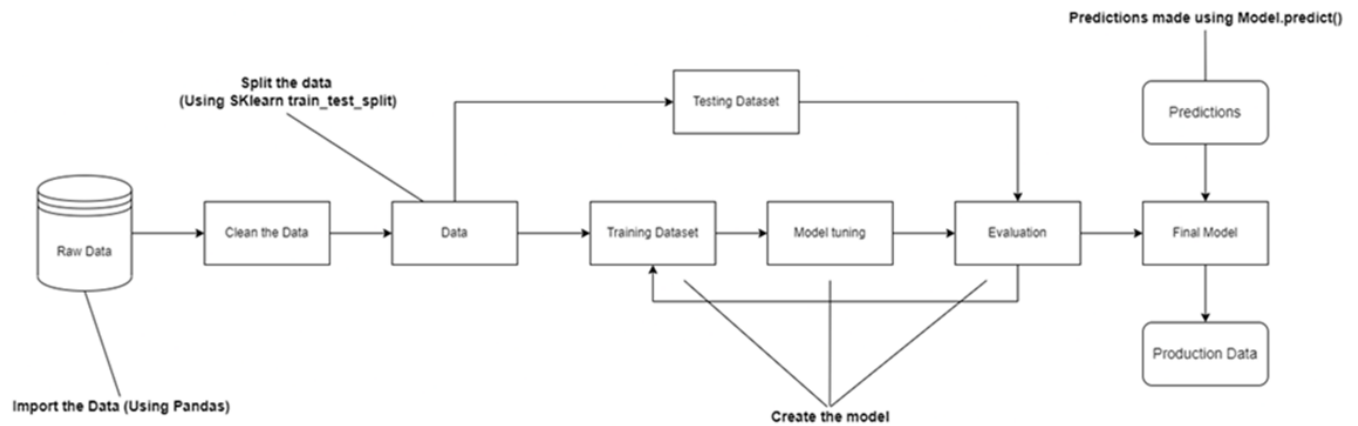 Predictions made using Model.predict()
Split the data
(Using SKlearn train_test_split)
Testing Dataset
Predictions
Raw Data
Clean the Data
Data
Training Dataset
Model tuning
Evaluation
Final Model
Production Data
Import the Data (Using Pandas)
Create the model